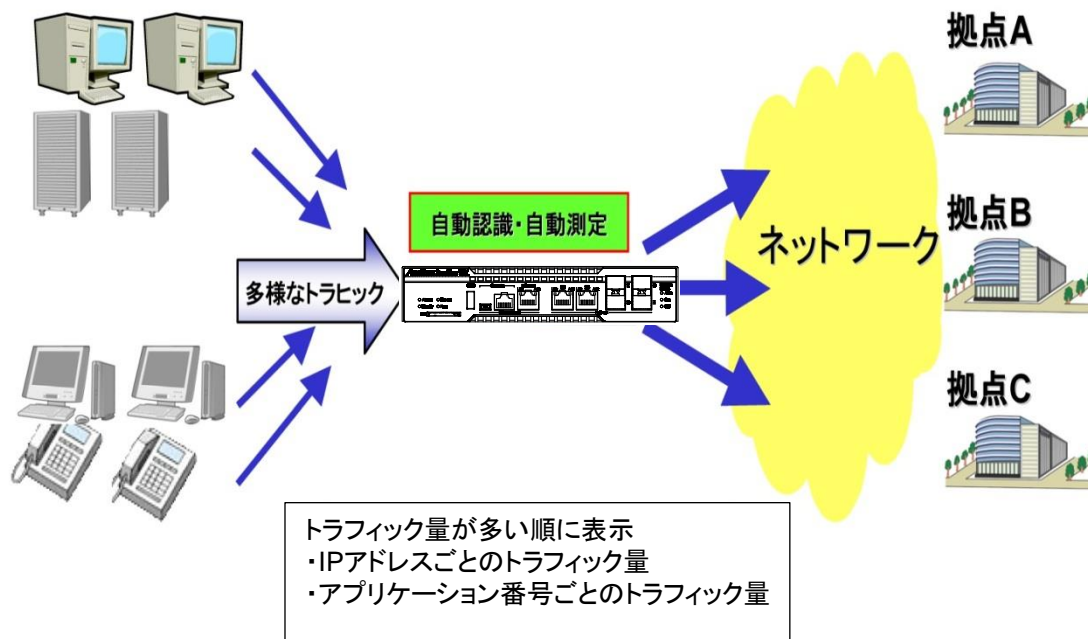 拠点A
自動認識・自動測定
拠点B
ネットワーク
多様なトラヒック
拠点C
トラフィック量が多い順に表示
・IPアドレスごとのトラフィック量
・アプリケーション番号ごとのトラフィック量